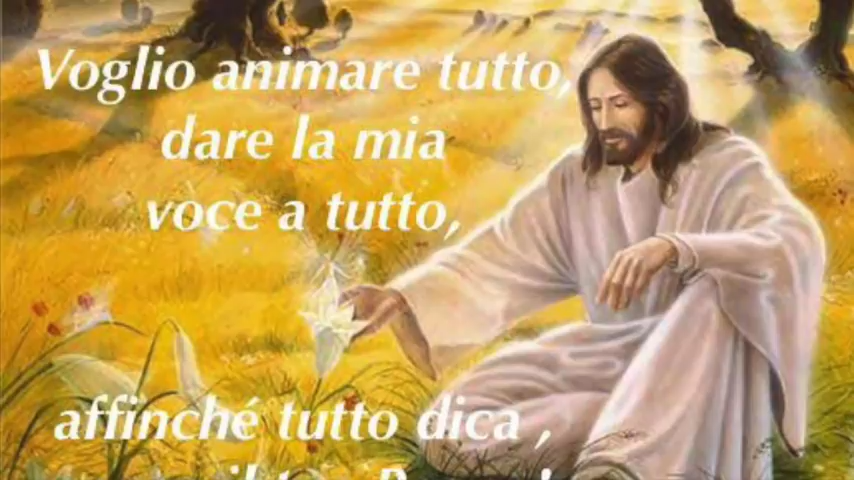 Voglio animare tutto,
dare la mia
voce a tutto,
affinché tutto dica ,